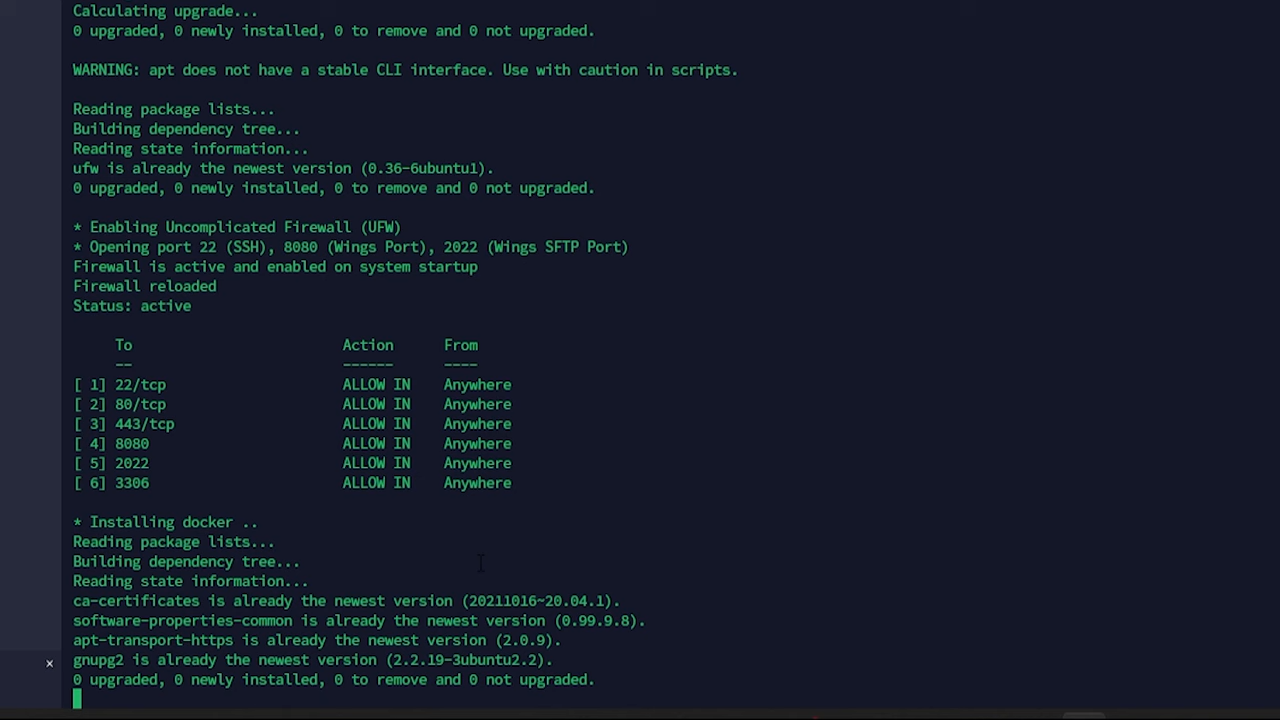 Calculating upgrade...
0 upgraded, 0 newly installed, 0 to remove and 0 not upgraded.
WARNING: apt does not have a stable CLI interface. Use with caution in scripts.
Reading package lists...
Building dependency tree...
Reading state information...
ufw is already the newest version (0.36-6ubuntu1).
0 upgraded, 0 newly installed, 0 to remove and 0 not upgraded.
* Enabling Uncomplicated Firewall (UFW)
* Opening port 22 (SSH), 8080 (Wings Port), 2022 (Wings SFTP Port)
Firewall is active and enabled on system startup
Firewall reloaded
Status: active
To Action From
-- ------ ----
[ 1] 22/tcp ALLOW IN Anywhere
[ 2] 80/tcp ALLOW IN Anywhere
[ 3] 443/tcp ALLOW IN Anywhere
[ 4] 8080 ALLOW IN Anywhere
[ 5] 2022 ALLOW IN Anywhere
[ 6] 3306 ALLOW IN Anywhere
* Installing docker ..
Reading package lists...
Building dependency tree...
Reading state information...
ca-certificates is already the newest version (20211016~20.04.1).
software-properties-common is already the newest version (0.99.9.8).
apt-transport-https is already the newest version (2.0.9).
gnupg2 is already the newest version (2.2.19-3ubuntu2.2).
0 upgraded, 0 newly installed, 0 to remove and 0 not upgraded.